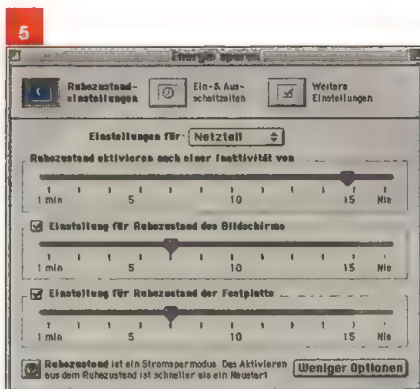 5
Energie sparen
Ruhezustand-
einstellungen
Ein- & Aus-
schaltzeiten
Weitere
Einstellungen
Einstellungen für: Netzteil
Ruhezustand aktivieren nach einer Inaktivität von
1 min 5 10 15 Nie
Einstellung für Ruhezustand des Bildschirms
1 min 5 10 15 Nie
Einstellung für Ruhezustand der Festplatte
1 min 5 10 15 Nie
Ruhezustand ist ein Stromsparmodus. Das Aktivieren
aus dem Ruhezustand ist schneller als ein Neustart
Weniger Optionen